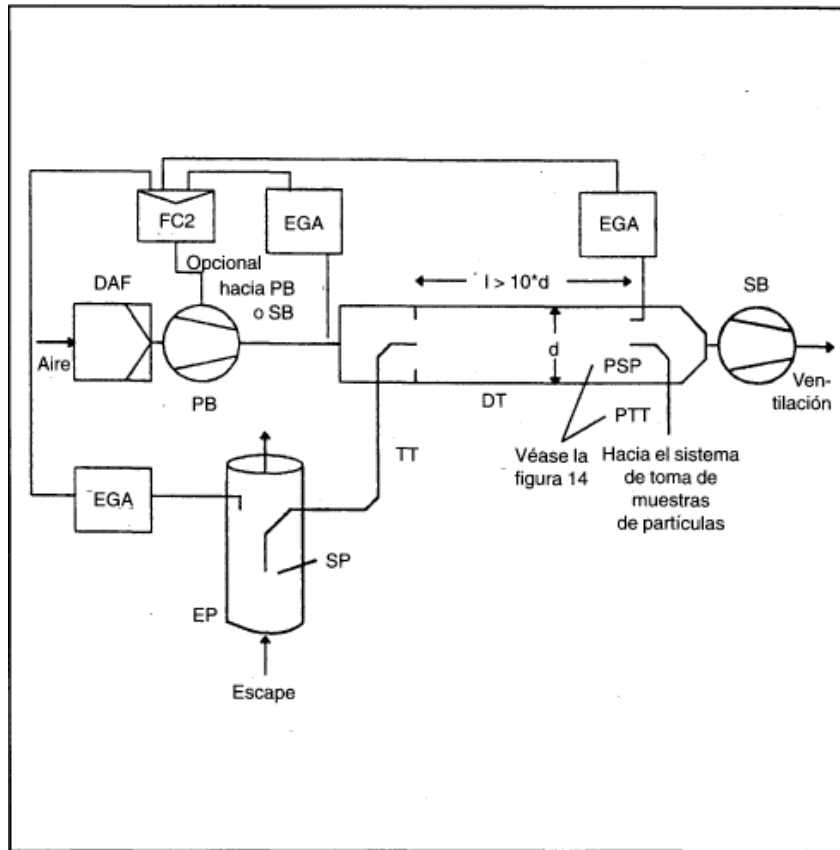 FC2
EGA
EGA
Opcional
hacia PB
o SB
l > 10*d
SB
DAF
Aire
PB
d
PSP
DT
PTT
Ven-
tilación
TT
Véase la
figura 14
Hacia el sistema
de toma de
muestras
de partículas
EGA
SP
EP
Escape